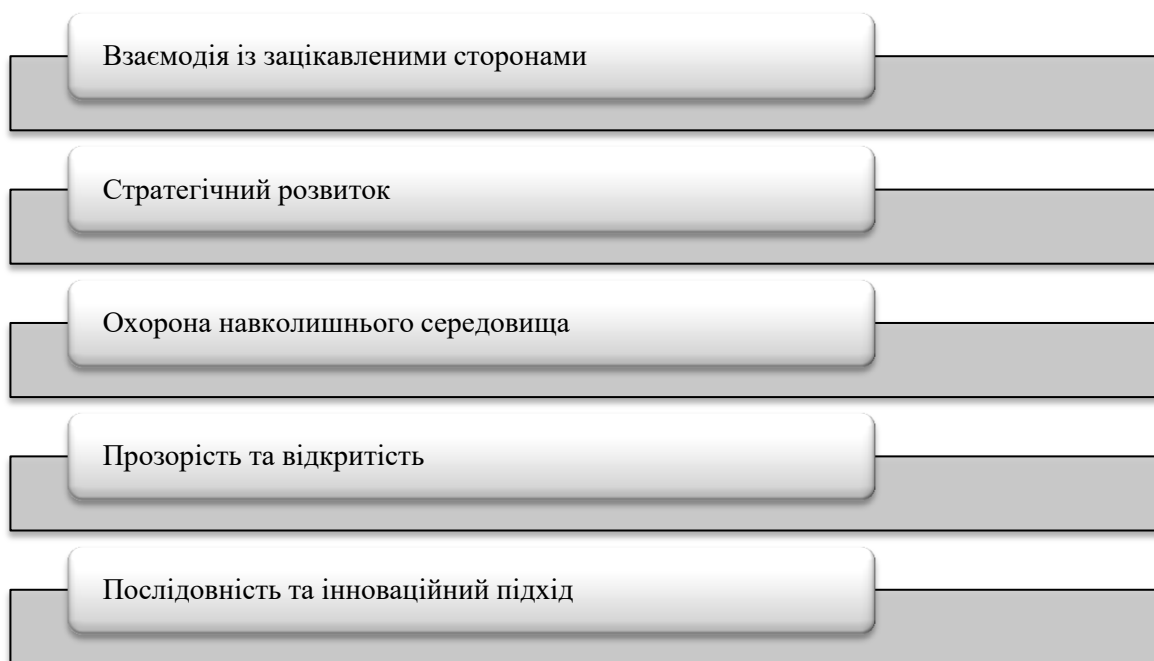 Взаємодія із зацікавленими сторонами
Стратегічний розвиток
Охорона навколишнього середовища
Прозорість та відкритість
Послідовність та інноваційний підхід